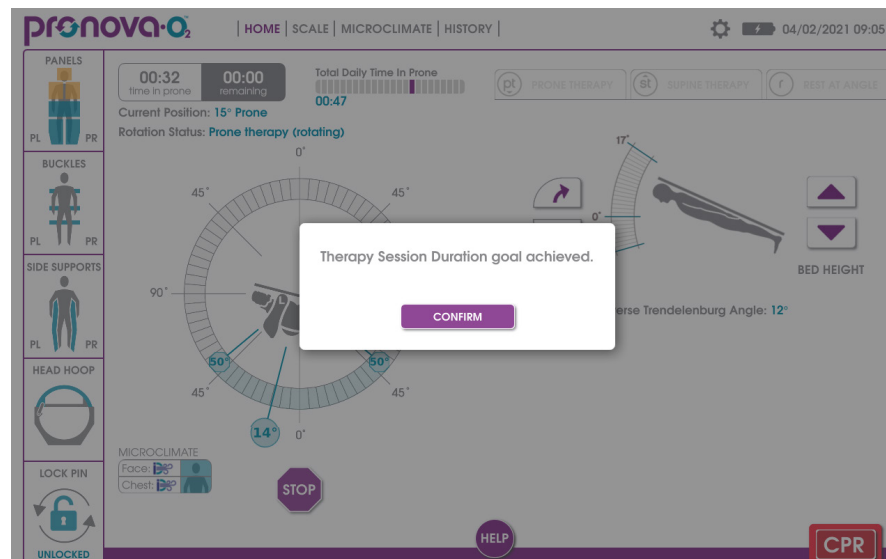 pronova·O2
HOME | SCALE | MICROCLIMATE | HISTORY |
04/02/2021 09:05
PANELS
PL PR
BUCKLES
PL PR
SIDE SUPPORTS
PL PR
HEAD HOOP
LOCK PIN
UNLOCKED
00:32
time in prone
00:00
remaining
Total Daily Time In Prone
00:47
pt PRONE THERAPY
st SUPINE THERAPY
r REST AT ANGLE
Current Position: 15° Prone
Rotation Status: Prone therapy (rotating)
0°
45° 45°
90°
L
50° 50°
45° 45°
14° 0°
17°
0°
BED HEIGHT
erse Trendelenburg Angle: 12°
Therapy Session Duration goal achieved.
CONFIRM
MICROCLIMATE
Face:
Chest:
STOP
HELP
CPR